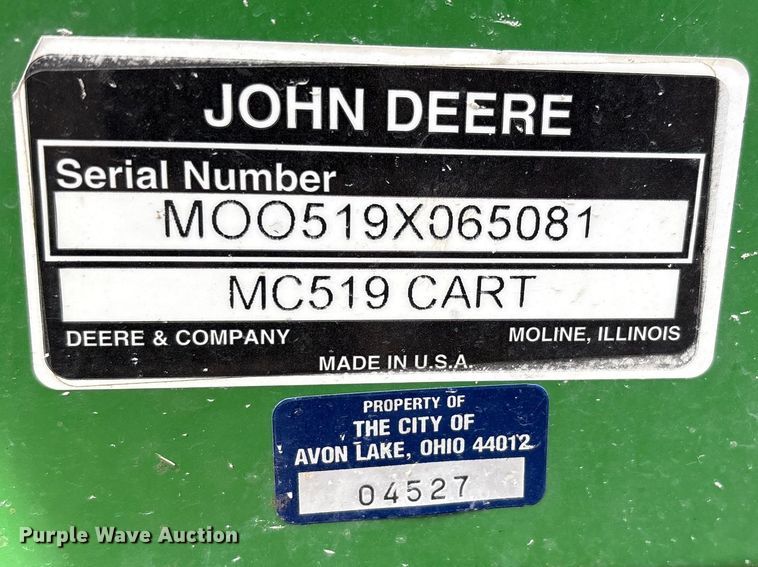 JOHN DEERE
Serial Number
MOO519X065081
MC519 CART
DEERE & COMPANY MOLINE, ILLINOIS
MADE IN U.S.A.
PROPERTY OF
THE CITY OF
AVON LAKE, OHIO 44012
04527
Purple Wave Auction